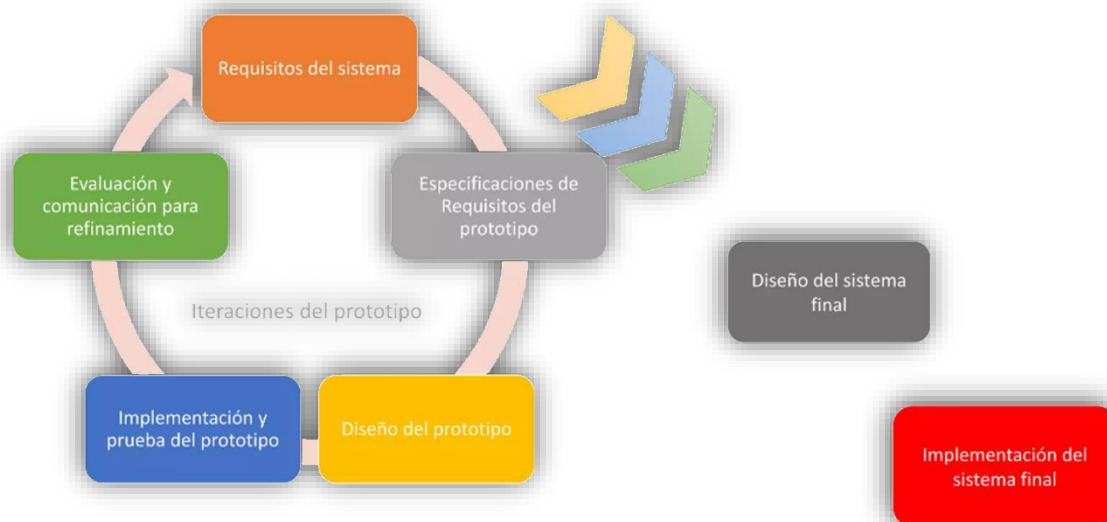 Requisitos del sistema
Especificaciones de
Requisitos del
prototipo
Evaluación y
comunicación para
refinamiento
Iteraciones del prototipo
Diseño del sistema
final
Implementación y
prueba del prototipo
Diseño del prototipo
Implementación del
sistema final